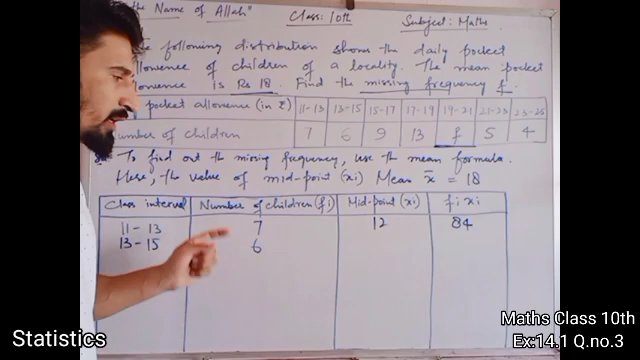 the Name of Allah"
Class: 10th
Subject: Maths
following distribution shows the daily pocket
allowence of children of a locality. The mean pocket
is Rs 18. Find the missing frequency f.
pocket allowence (in ₹) 11-13 13-15 15-17 17-19 19-21 21-23 23-25
Number of children 7 6 9 13 f 5 4
To find out the missing frequency, use the mean formula.
Here, the value of mid-point (xi) Mean x̄ = 18
Class interval Number of children (fi) Mid-point (xi) fi xi
11-13 7 12 84
13-15 6
Statistics
Maths Class 10th
Ex:14.1 Q.no.3